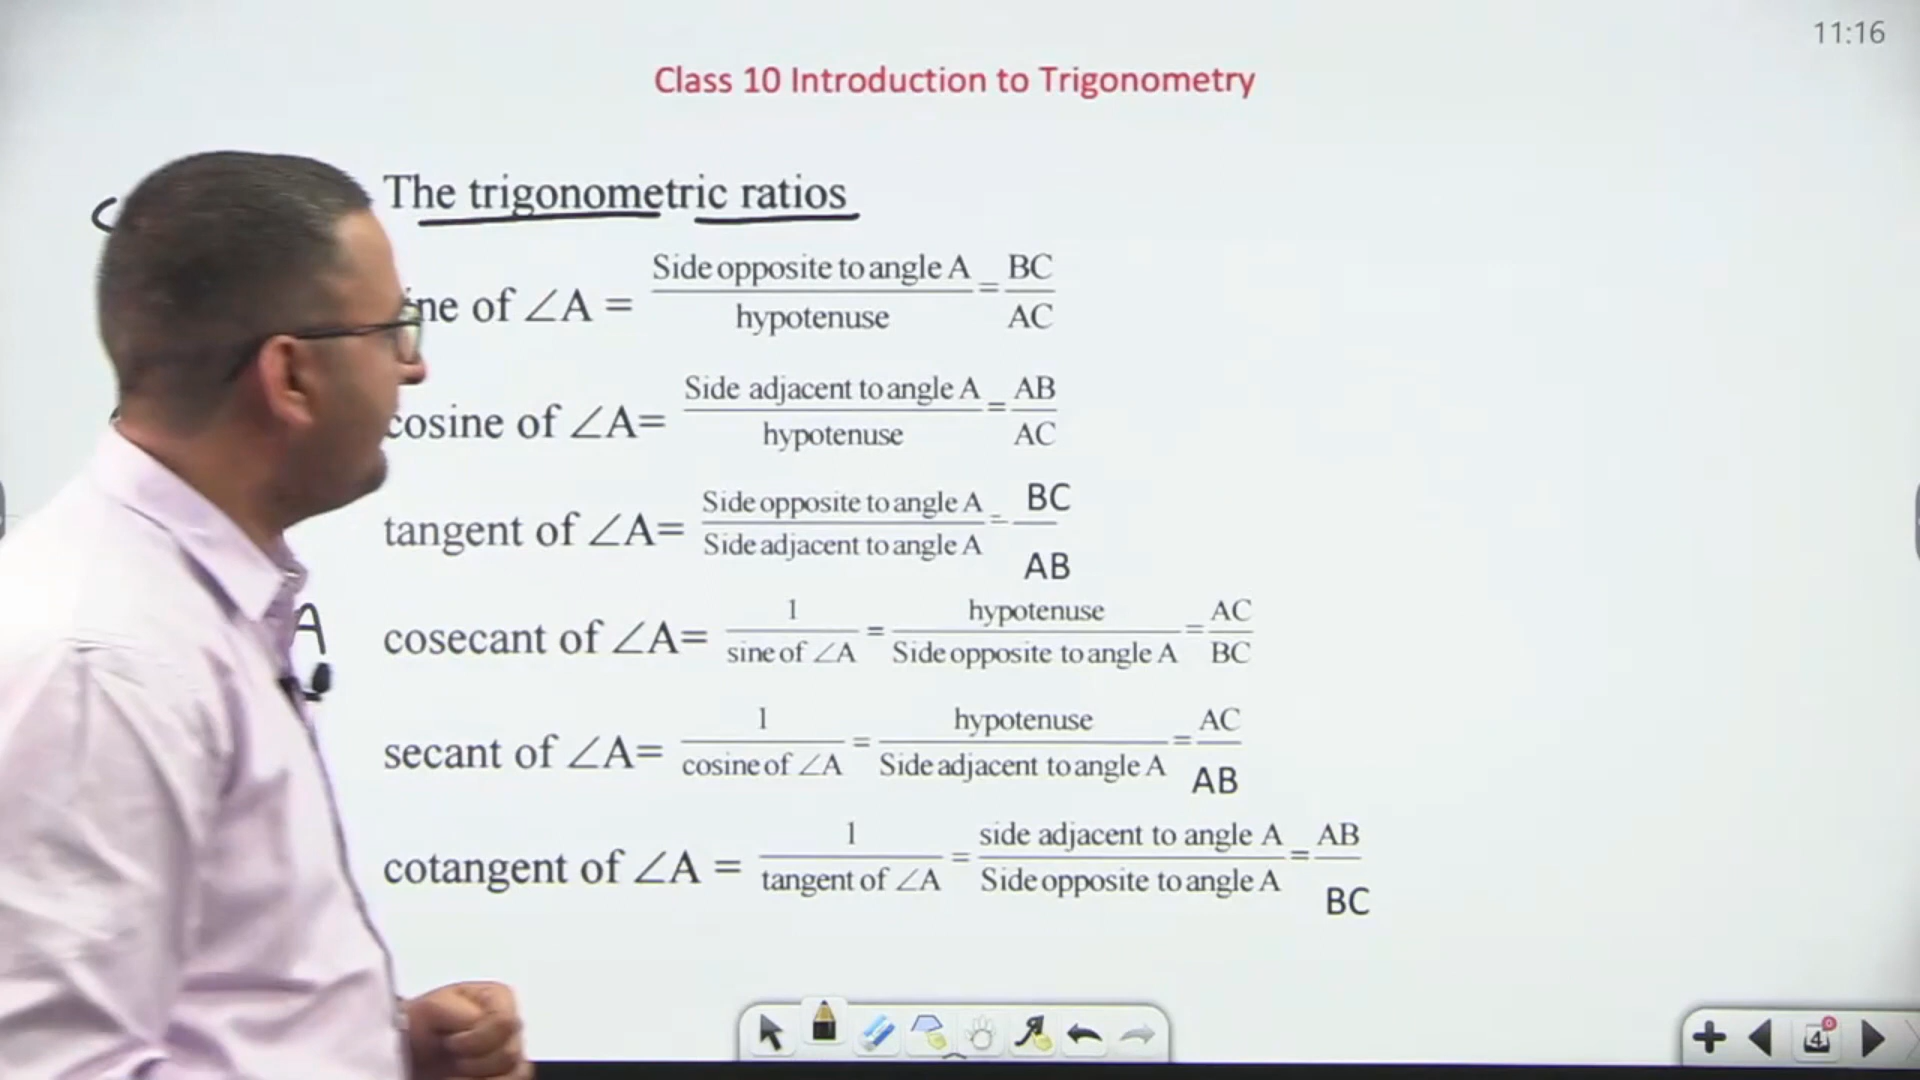 11:16
Class 10 Introduction to Trigonometry
The trigonometric ratios
ne of ∠A = Side opposite to angle A / hypotenuse = BC / AC
cosine of ∠A= Side adjacent to angle A / hypotenuse = AB / AC
tangent of ∠A= Side opposite to angle A / Side adjacent to angle A = BC / AB
A
cosecant of ∠A= 1 / sine of ∠A = hypotenuse / Side opposite to angle A = AC / BC
secant of ∠A= 1 / cosine of ∠A = hypotenuse / Side adjacent to angle A = AC / AB
cotangent of ∠A = 1 / tangent of ∠A = side adjacent to angle A / Side opposite to angle A = AB / BC
4